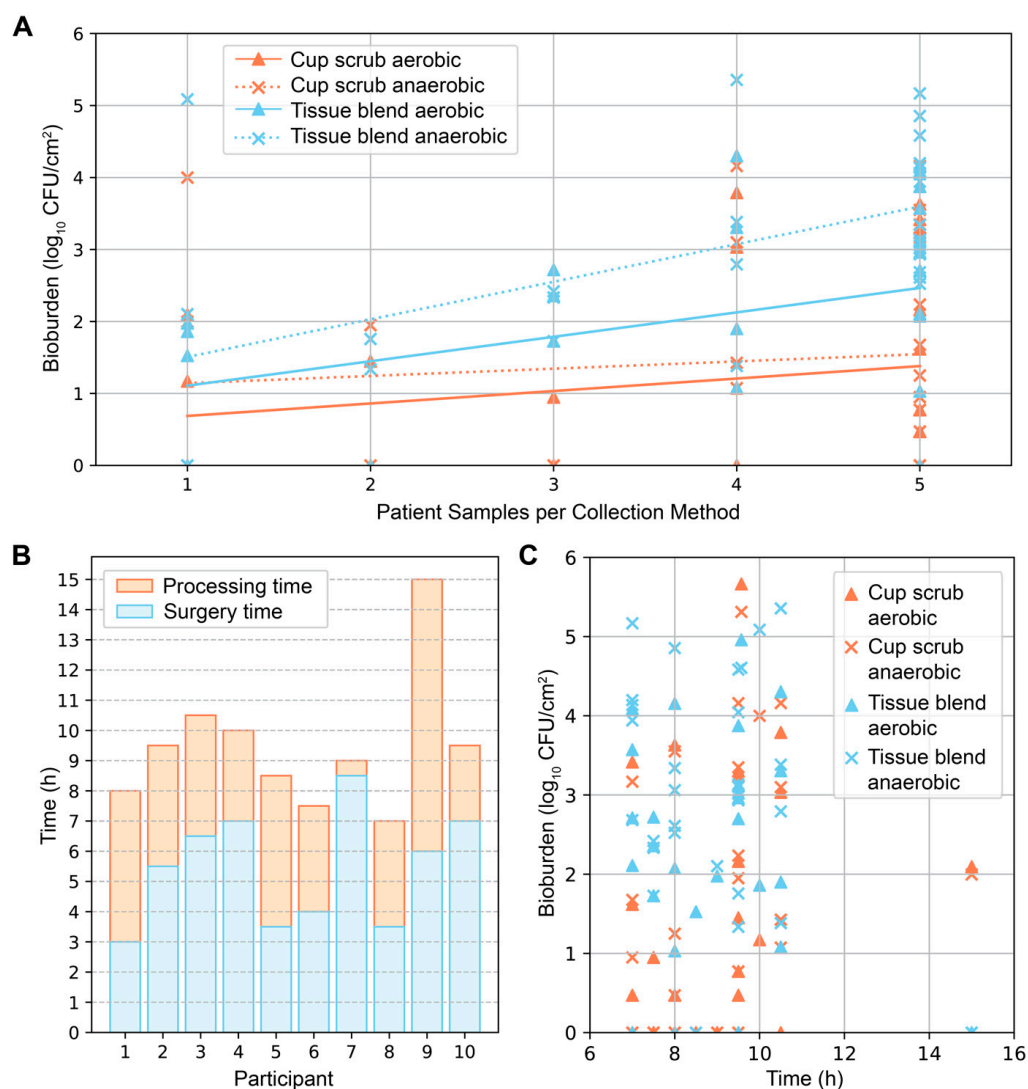 A
6
5
4
3
2
1
0
Bioburden (log₁₀ CFU/cm²)
Cup scrub aerobic
Cup scrub anaerobic
Tissue blend aerobic
Tissue blend anaerobic
1 2 3 4 5
Patient Samples per Collection Method
B
15
14
13
12
11
10
9
8
7
6
5
4
3
2
1
0
Time (h)
Processing time
Surgery time
1 2 3 4 5 6 7 8 9 10
Participant
C
6
5
4
3
2
1
0
Bioburden (log₁₀ CFU/cm²)
Cup scrub
aerobic
Cup scrub
anaerobic
Tissue blend
aerobic
Tissue blend
anaerobic
6 8 10 12 14 16
Time (h)